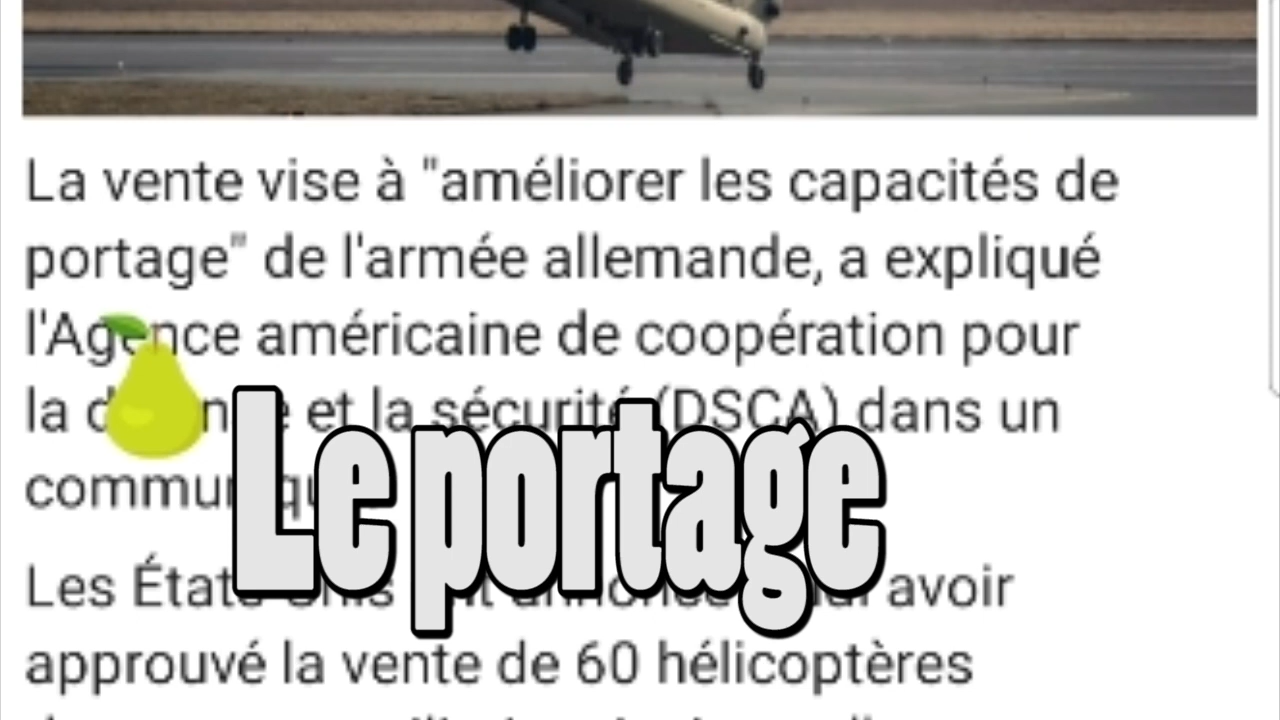 La vente vise à "améliorer les capacités de
portage" de l'armée allemande, a expliqué
l'Agence américaine de coopération pour
la et la sécurité (DSCA) dans un
Le portage
Les avoir
approuvé la vente de 60 hélicoptères